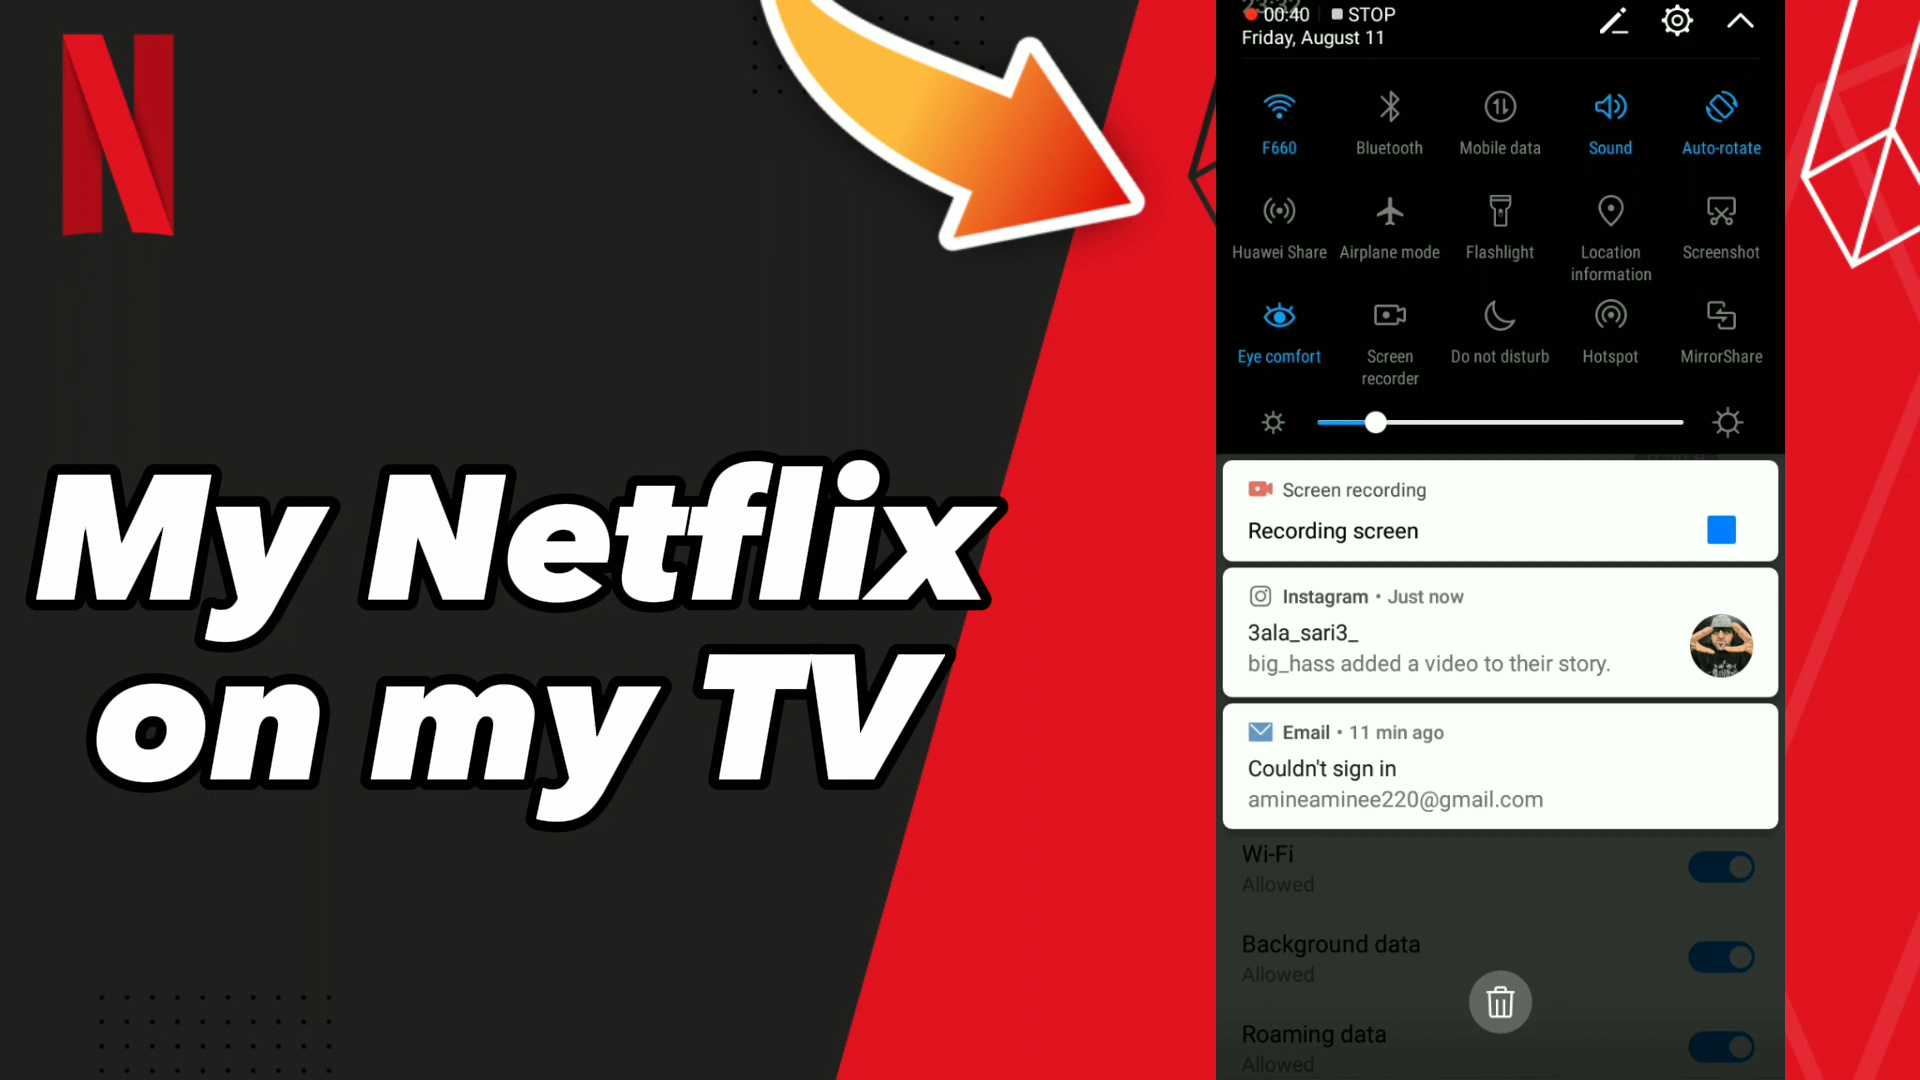 N
My Netflix
on my TV
23:32
00:40 STOP
Friday, August 11
F660
Bluetooth
Mobile data
Sound
Auto-rotate
Huawei Share
Airplane mode
Flashlight
Location
information
Screenshot
Eye comfort
Screen
recorder
Do not disturb
Hotspot
MirrorShare
Screen recording
Recording screen
Instagram • Just now
3ala_sari3_
big_hass added a video to their story.
Email • 11 min ago
Couldn't sign in
amineaminee220@gmail.com
Wi-Fi
Allowed
Background data
Allowed
Roaming data
Allowed